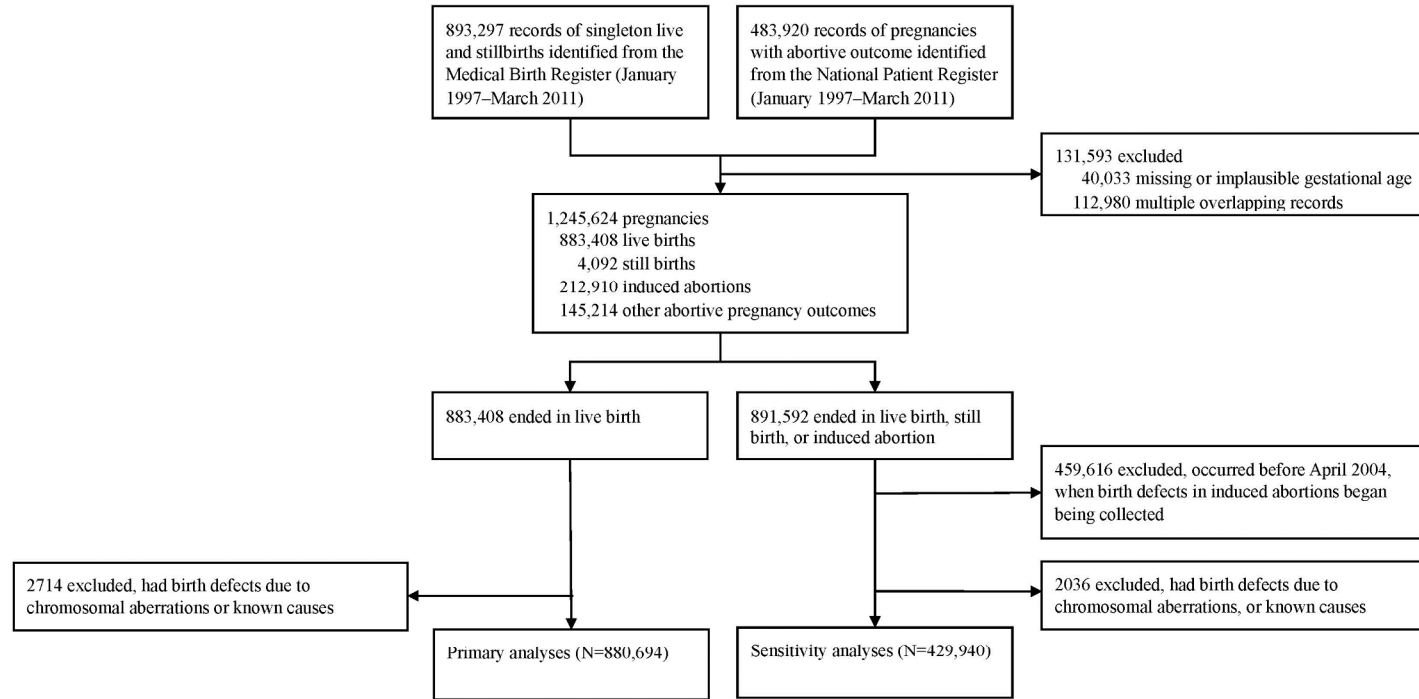 893,297 records of singleton live
and stillbirths identified from the
Medical Birth Register (January
1997–March 2011)
483,920 records of pregnancies
with abortive outcome identified
from the National Patient Register
(January 1997–March 2011)
131,593 excluded
40,033 missing or implausible gestational age
112,980 multiple overlapping records
1,245,624 pregnancies
883,408 live births
4,092 still births
212,910 induced abortions
145,214 other abortive pregnancy outcomes
883,408 ended in live birth
891,592 ended in live birth, still
birth, or induced abortion
459,616 excluded, occurred before April 2004,
when birth defects in induced abortions began
being collected
2714 excluded, had birth defects due to
chromosomal aberrations or known causes
2036 excluded, had birth defects due to
chromosomal aberrations, or known causes
Primary analyses (N=880,694)
Sensitivity analyses (N=429,940)